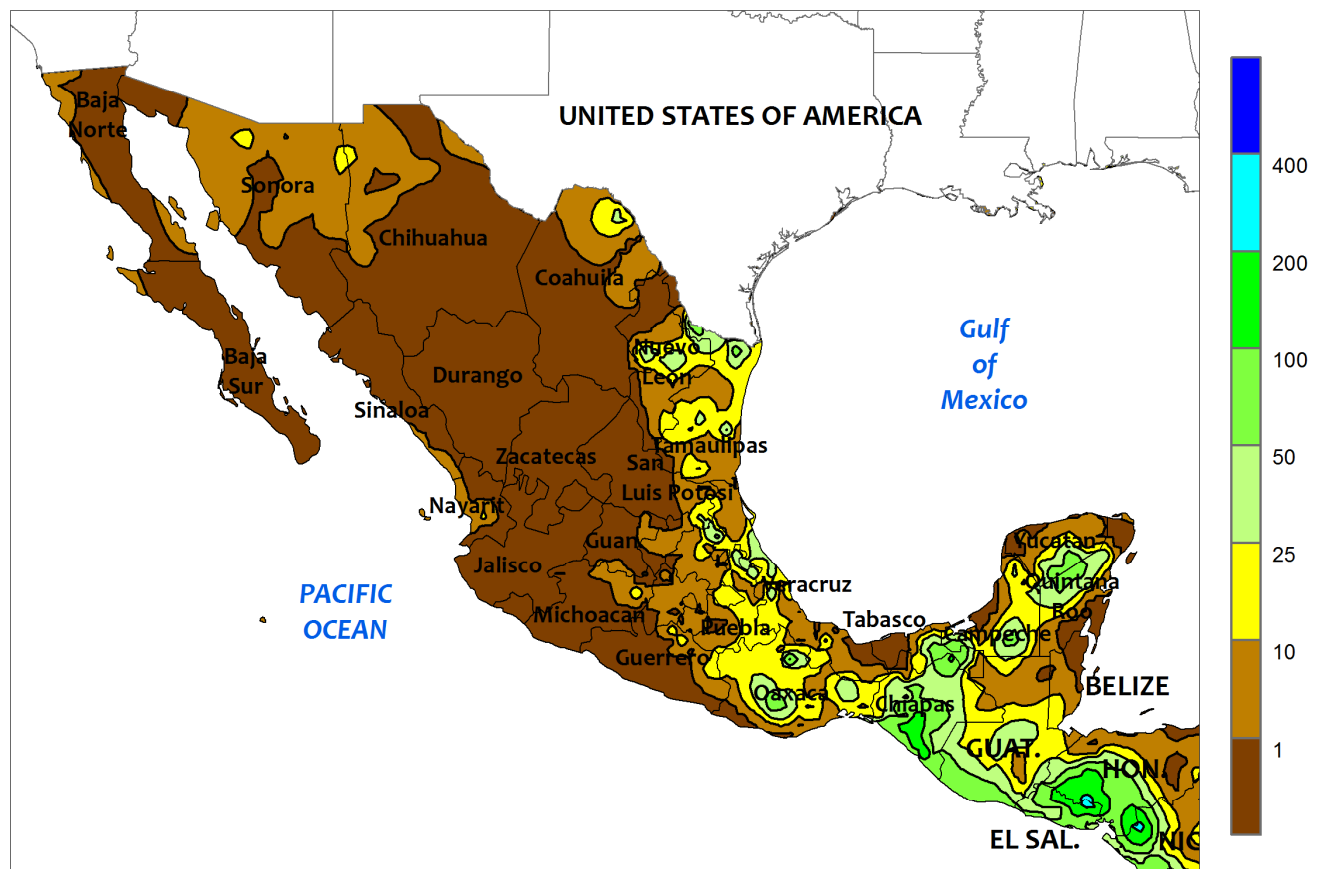 UNITED STATES OF AMERICA
Baja
Norte
Sonora
Chihuahua
Coahuila
Nuevo
Leon
Baja
Sur
Durango
Sinaloa
Tamaulipas
Zacatecas
San
Luis Potosi
Nayarit
Guan
Jalisco
Michoacan
Veracruz
Puebla
Guerrero
Tabasco
Oaxaca
Chiapas
Campeche
Yucatan
Quintana
Roo
BELIZE
GUAT.
HON.
EL SAL.
NIC
Gulf
of
Mexico
PACIFIC
OCEAN
400
200
100
50
25
10
1